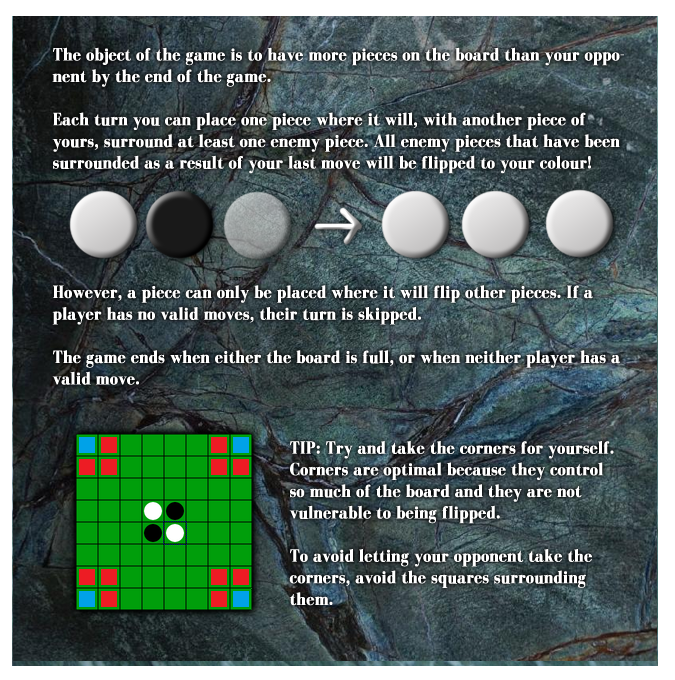 The object of the game is to have more pieces on the board than your oppo-
nent by the end of the game.
Each turn you can place one piece where it will, with another piece of
yours, surround at least one enemy piece. All enemy pieces that have been
surrounded as a result of your last move will be flipped to your colour!
However, a piece can only be placed where it will flip other pieces. If a
player has no valid moves, their turn is skipped.
The game ends when either the board is full, or when neither player has a
valid move.
TIP: Try and take the corners for yourself.
Corners are optimal because they control
so much of the board and they are not
vulnerable to being flipped.
To avoid letting your opponent take the
corners, avoid the squares surrounding
them.